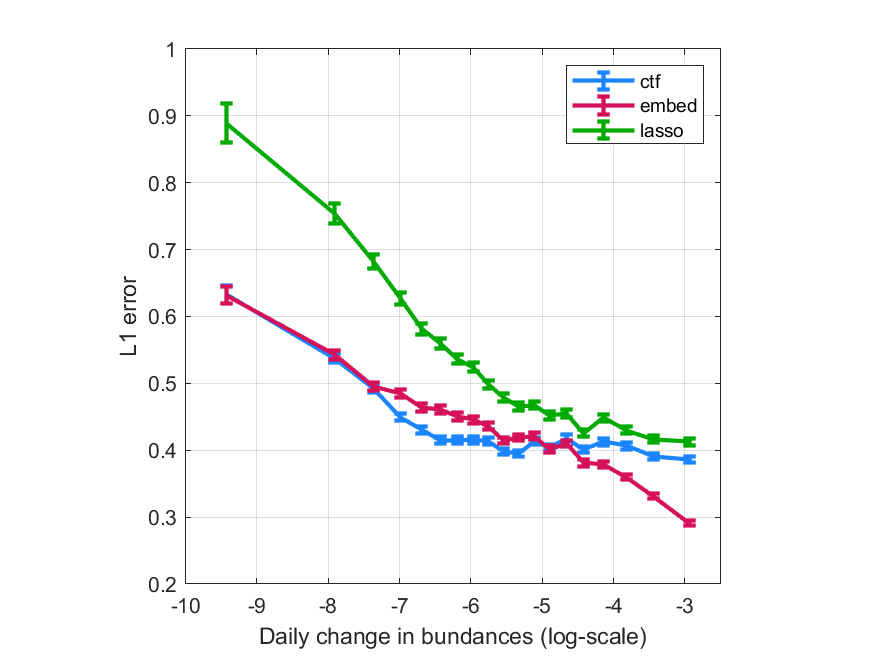 1
0.9
0.8
0.7
0.6
0.5
0.4
0.3
0.2
L1 error
ctf
embed
lasso
-10 -9 -8 -7 -6 -5 -4 -3
Daily change in bundances (log-scale)